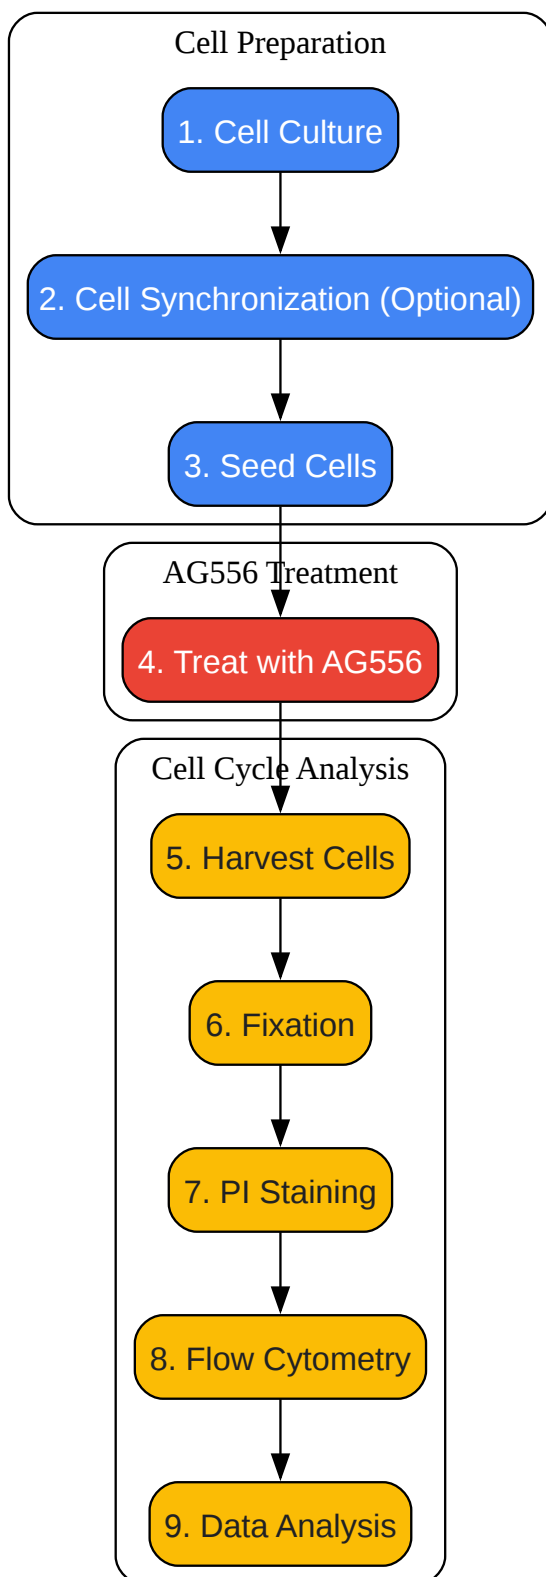 Cell Preparation
1. Cell Culture
2. Cell Synchronization (Optional)
3. Seed Cells
AG556 Treatment
4. Treat with AG556
Cell Cycle Analysis
5. Harvest Cells
6. Fixation
7. PI Staining
8. Flow Cytometry
9. Data Analysis